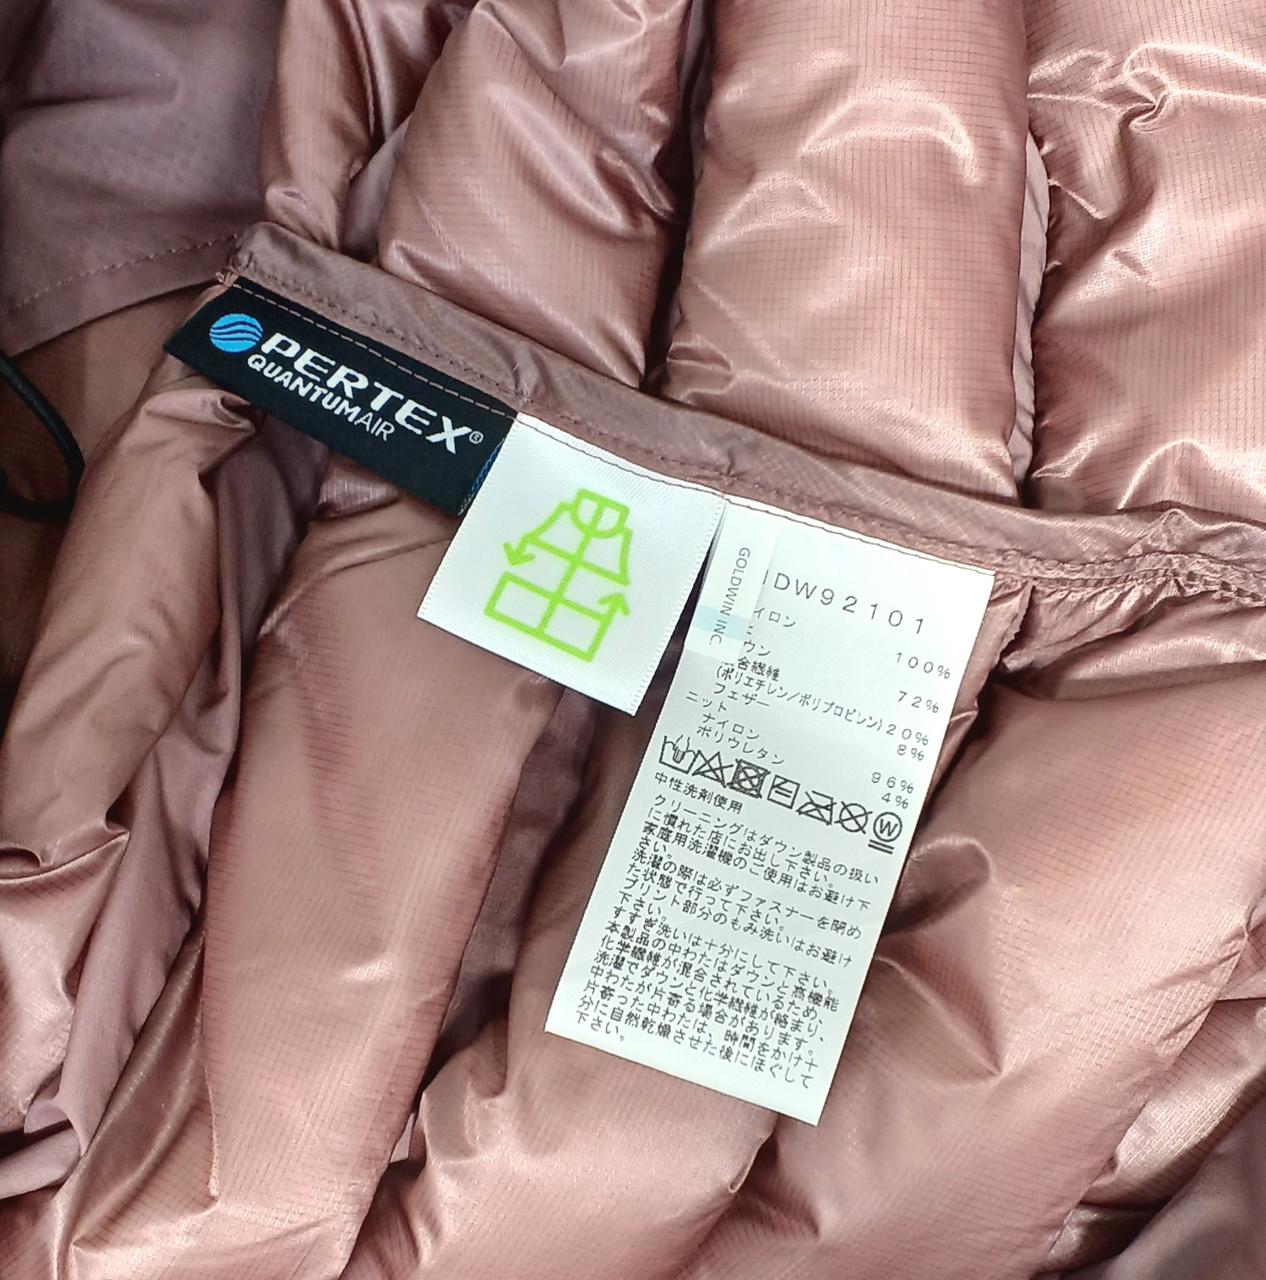 PERTEX®
QUANTUMAIR
GOLDWIN INC.
DW92101
イロン 100%
ウン 72%
合繊維
(ポリエチレン/ポリプロピレン) 20%
フェザー 8%
ニット
ナイロン 96%
ポリウレタン 4%
W
中性洗剤使用
クリーニングはダウン製品の扱い
に慣れた店にお出し下さい。
家庭用洗濯機のご使用はお避け下
さい。
洗濯の際は必ずファスナーを閉め
た状態で行って下さい。
プリント部分のもみ洗いはお避け
下さい。
すすぎ洗いは十分にして下さい。
本製品の中わたはダウンと高機能
化学繊維が混合されているため、
洗濯でダウンと化学繊維が絡まり、
中わたが片寄る場合があります。
片寄った中わたは、時間をかけ十
分に自然乾燥させた後にほぐして
下さい。